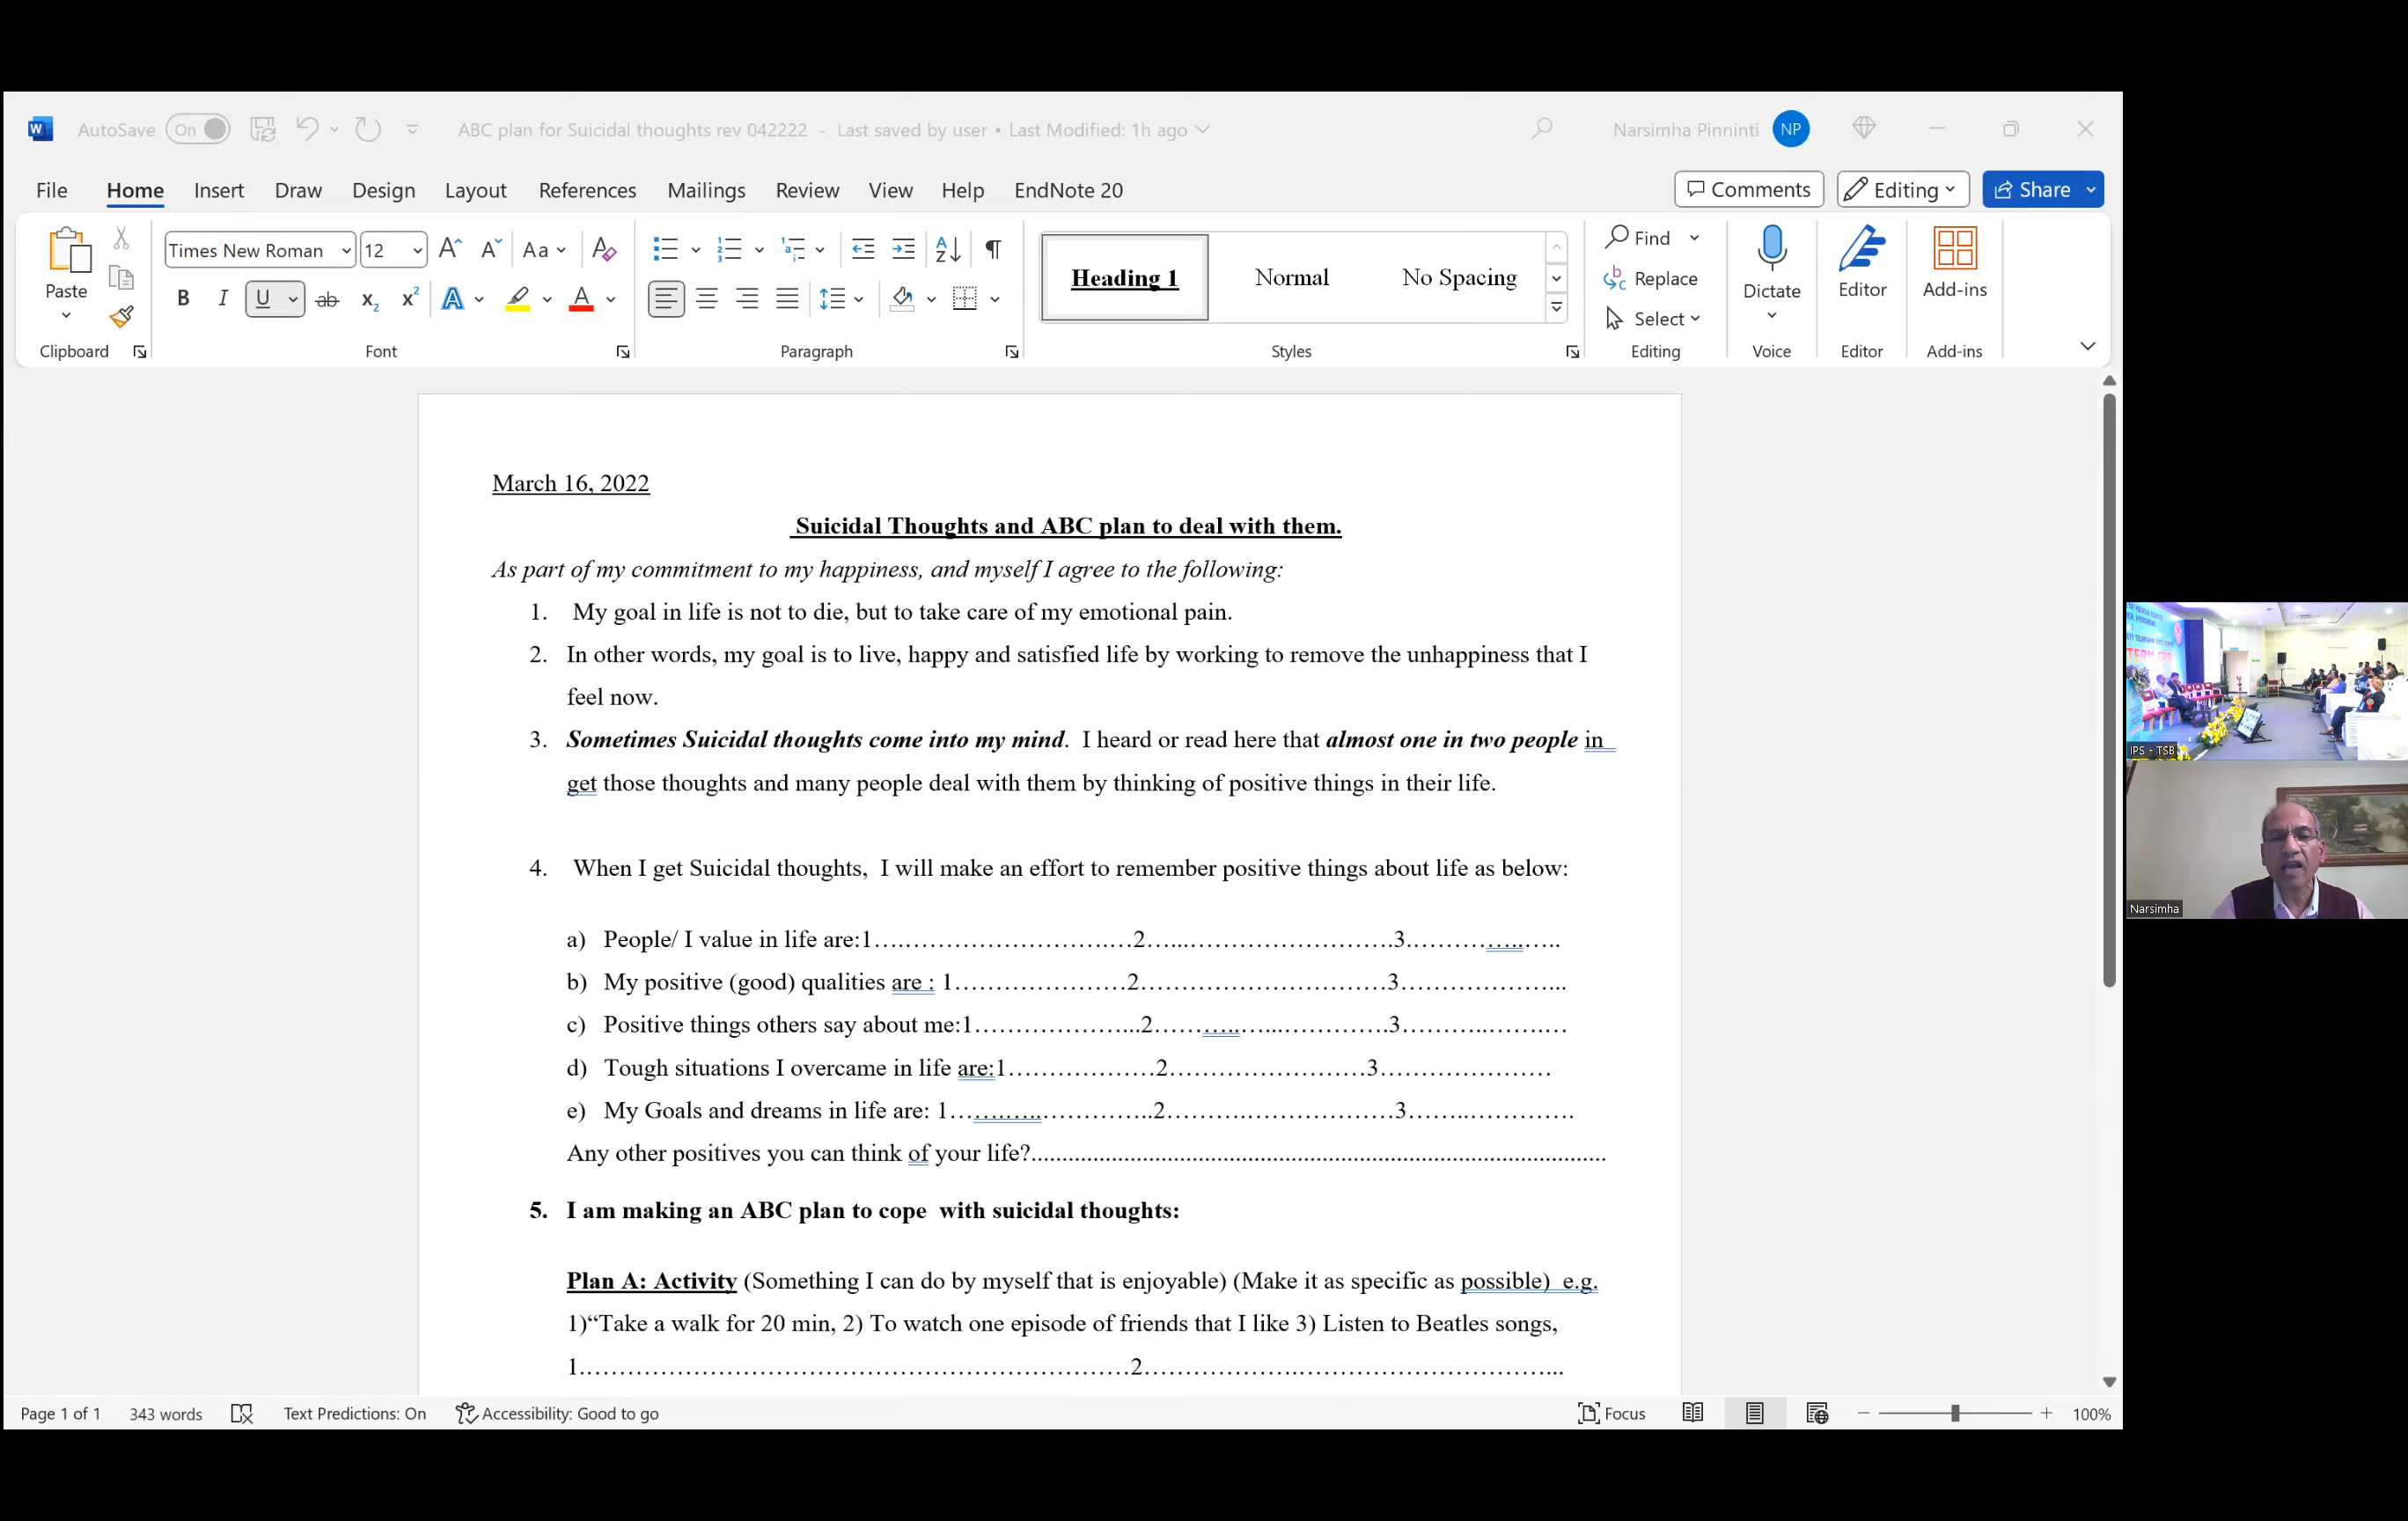 AutoSave On ABC plan for Suicidal thoughts rev 042222 - Last saved by user • Last Modified: 1h ago Narsimha Pinninti NP
File Home Insert Draw Design Layout References Mailings Review View Help EndNote 20 Comments Editing Share
Paste
Times New Roman 12 Aa
Heading 1 Normal No Spacing
Find
Replace
Select
Dictate Editor Add-ins
Clipboard Font Paragraph Styles Editing Voice Editor Add-ins
March 16, 2022
Suicidal Thoughts and ABC plan to deal with them.
As part of my commitment to my happiness, and myself I agree to the following:
1. My goal in life is not to die, but to take care of my emotional pain.
2. In other words, my goal is to live, happy and satisfied life by working to remove the unhappiness that I
feel now.
3. Sometimes Suicidal thoughts come into my mind. I heard or read here that almost one in two people in
get those thoughts and many people deal with them by thinking of positive things in their life.
4. When I get Suicidal thoughts, I will make an effort to remember positive things about life as below:
a) People/ I value in life are:1……………………………2……………………………3…………………
b) My positive (good) qualities are : 1…………………2…………………………3…………………
c) Positive things others say about me:1…………………2…………………………3…………………
d) Tough situations I overcame in life are:1………………2……………………3…………………
e) My Goals and dreams in life are: 1……………………2………………………3…………………
Any other positives you can think of your life?..........................................................................................
5. I am making an ABC plan to cope with suicidal thoughts:
Plan A: Activity (Something I can do by myself that is enjoyable) (Make it as specific as possible) e.g.
1)“Take a walk for 20 min, 2) To watch one episode of friends that I like 3) Listen to Beatles songs,
1……………………………………………………………2……………………………………………
Page 1 of 1 343 words Text Predictions: On Accessibility: Good to go Focus 100%
IPS - TSB
Narsimha